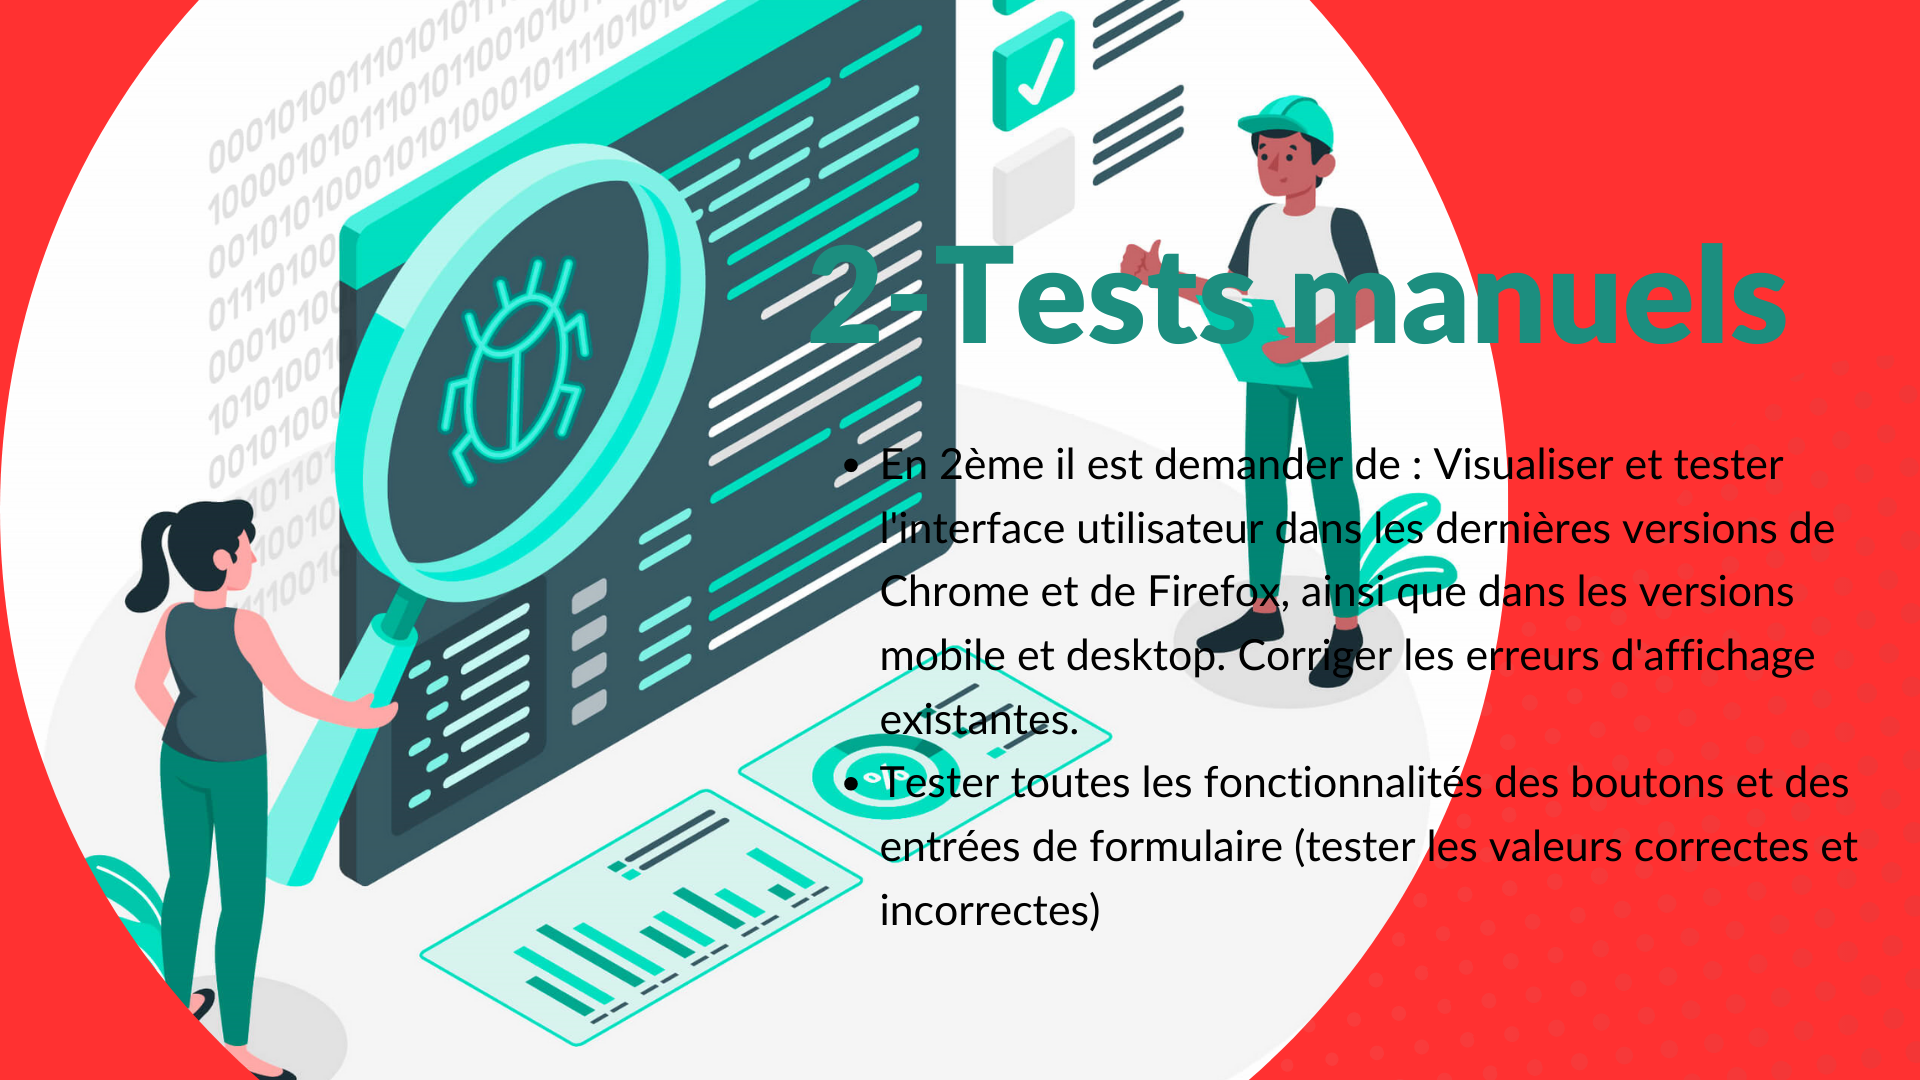 2-Tests manuels
• En 2ème il est demander de : Visualiser et tester
l'interface utilisateur dans les dernières versions de
Chrome et de Firefox, ainsi que dans les versions
mobile et desktop. Corriger les erreurs d'affichage
existantes.
• Tester toutes les fonctionnalités des boutons et des
entrées de formulaire (tester les valeurs correctes et
incorrectes)
%